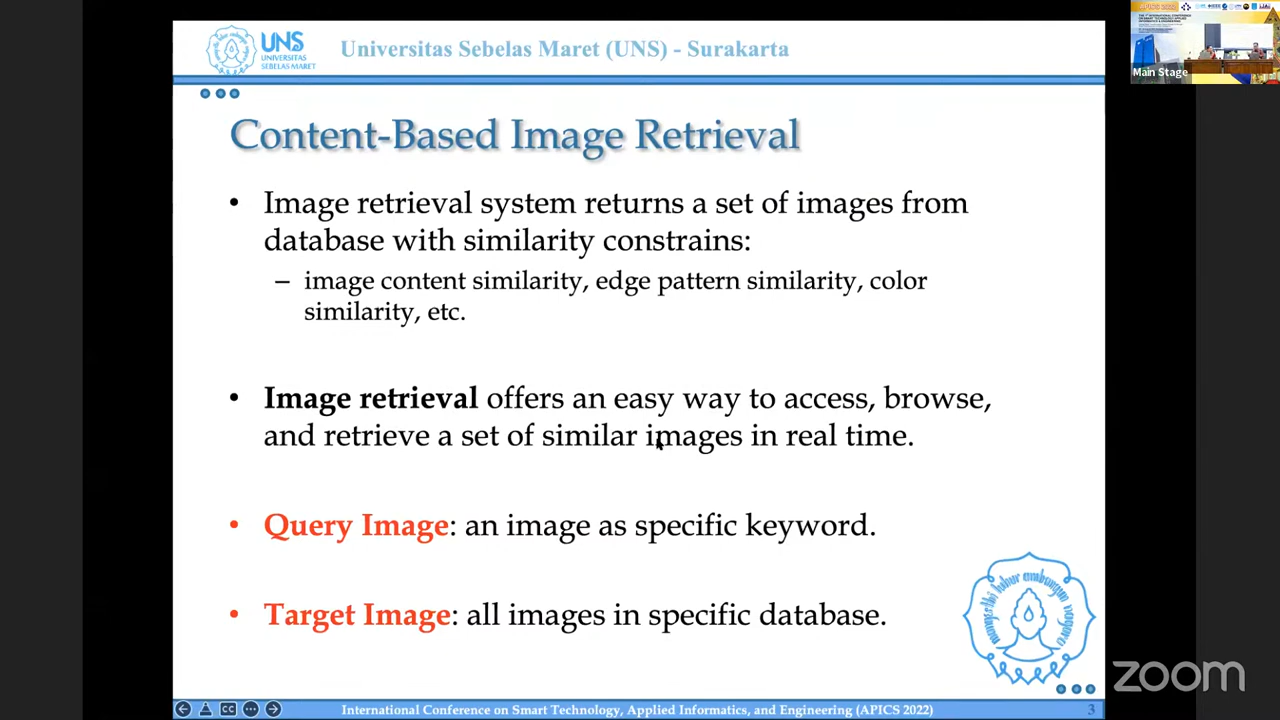 UNS
UNIVERSITAS
SEBELAS MARET
Universitas Sebelas Maret (UNS) - Surakarta
Main Stage
Content-Based Image Retrieval
• Image retrieval system returns a set of images from
database with similarity constrains:
– image content similarity, edge pattern similarity, color
similarity, etc.
• Image retrieval offers an easy way to access, browse,
and retrieve a set of similar images in real time.
• Query Image: an image as specific keyword.
• Target Image: all images in specific database.
zoom
CC
International Conference on Smart Technology, Applied Informatics, and Engineering (APICS 2022)
3